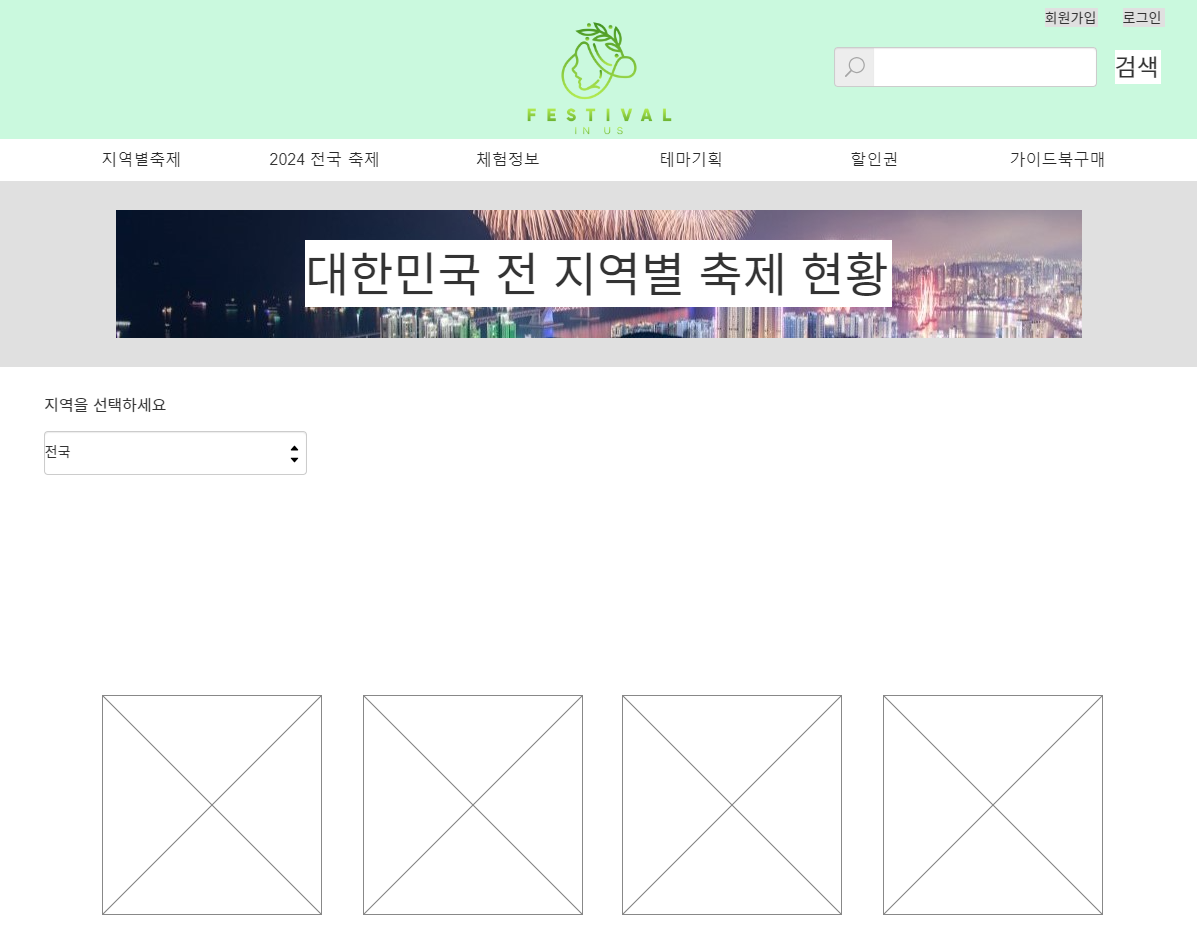 회원가입 로그인
검색
FESTIVAL
IN US
지역별축제 2024 전국 축제 체험정보 테마기획 할인권 가이드북구매
대한민국 전 지역별 축제 현황
지역을 선택하세요
전국